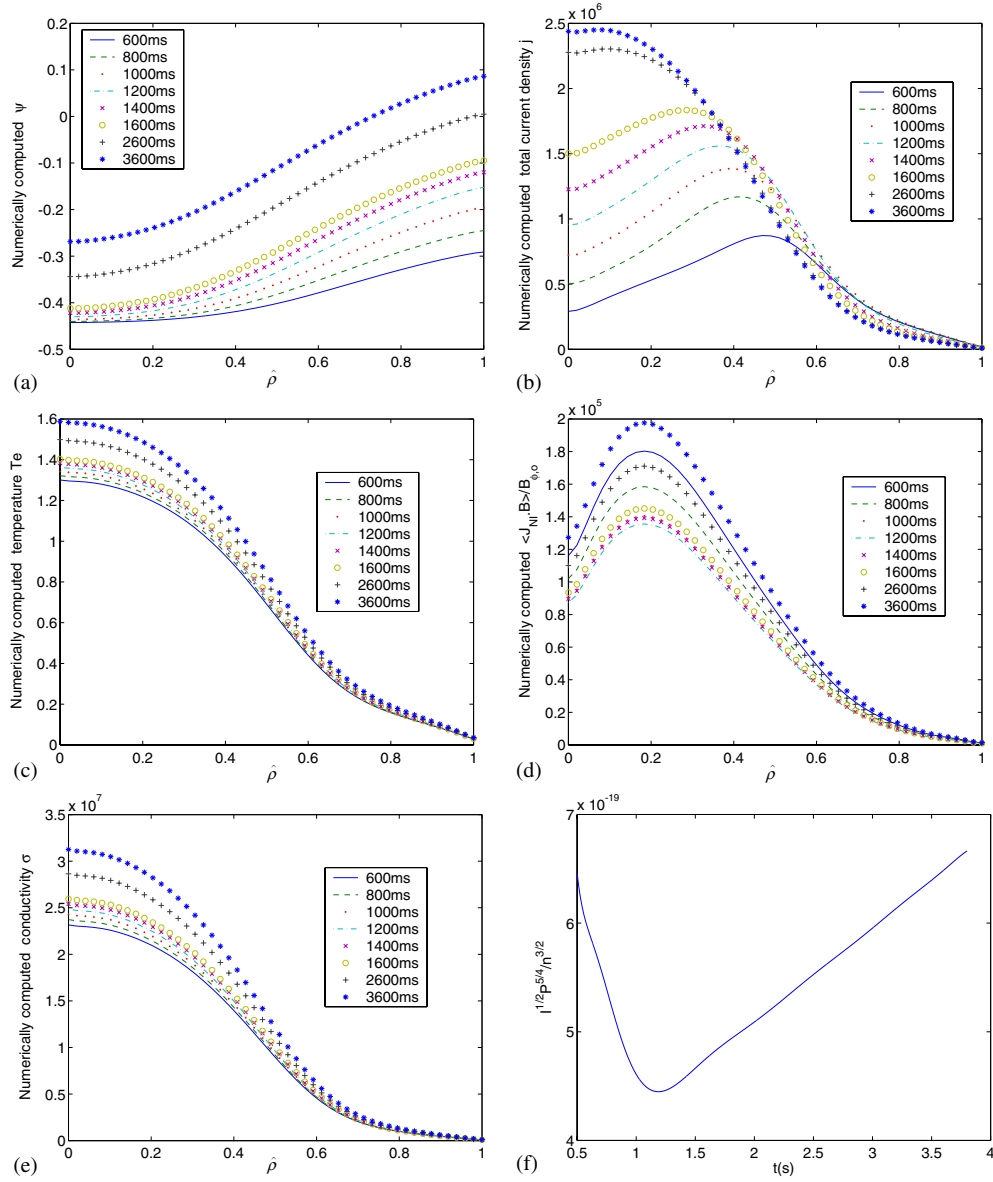 0.2
0.1
0
-0.1
-0.2
-0.3
-0.4
-0.5
0
0.2
0.4
0.6
0.8
1
Numerically computed ψ
ρ̂
600ms
800ms
1000ms
1200ms
1400ms
1600ms
2600ms
3600ms
(a)
x 10^6
2.5
2
1.5
1
0.5
0
0
0.2
0.4
0.6
0.8
1
Numerically computed total current density j
ρ̂
600ms
800ms
1000ms
1200ms
1400ms
1600ms
2600ms
3600ms
(b)
1.6
1.4
1.2
1
0.8
0.6
0.4
0.2
0
0
0.2
0.4
0.6
0.8
1
Numerically computed temperature Te
ρ̂
600ms
800ms
1000ms
1200ms
1400ms
1600ms
2600ms
3600ms
(c)
x 10^5
2
1.8
1.6
1.4
1.2
1
0.8
0.6
0.4
0.2
0
0
0.2
0.4
0.6
0.8
1
Numerically computed <J_NI.B>/B_ϕ,o
ρ̂
600ms
800ms
1000ms
1200ms
1400ms
1600ms
2600ms
3600ms
(d)
x 10^7
3.5
3
2.5
2
1.5
1
0.5
0
0
0.2
0.4
0.6
0.8
1
Numerically computed conductivity σ
ρ̂
600ms
800ms
1000ms
1200ms
1400ms
1600ms
2600ms
3600ms
(e)
x 10^-19
7
6
5
4
0.5
1
1.5
2
2.5
3
3.5
4
I^1/2P^5/4/n^3/2
t(s)
(f)